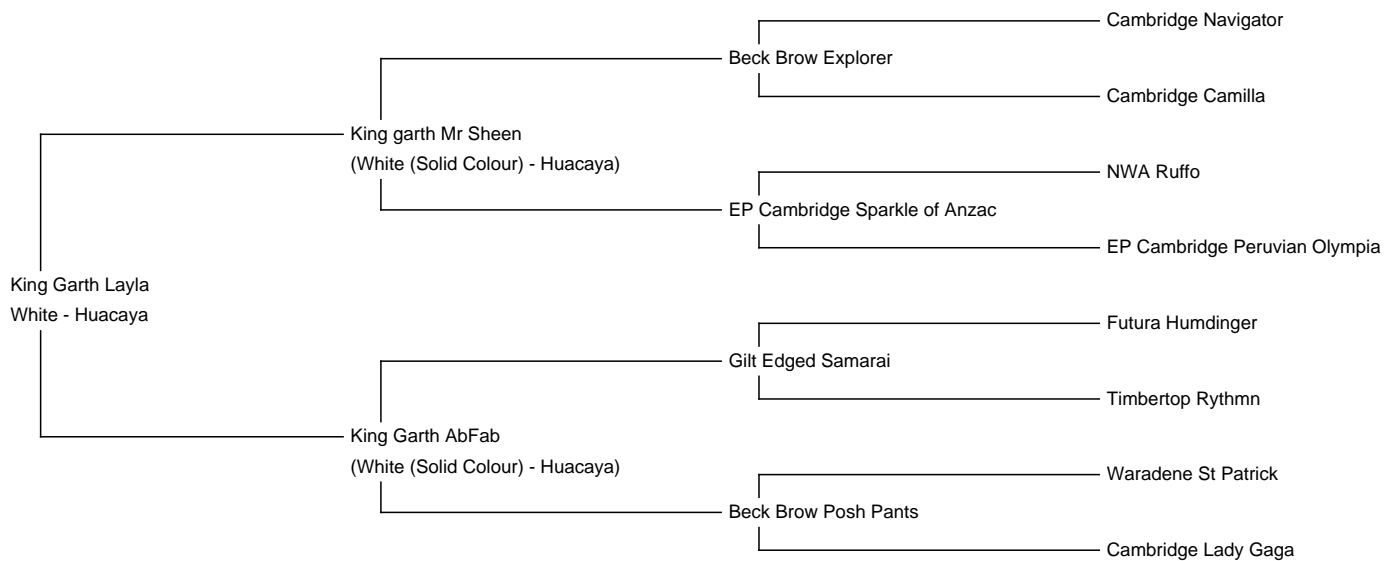 Cambridge Navigator
Beck Brow Explorer
Cambridge Camilla
King garth Mr Sheen
(White (Solid Colour) - Huacaya)
NWA Ruffo
EP Cambridge Sparkle of Anzac
EP Cambridge Peruvian Olympia
King Garth Layla
White - Huacaya
Futura Humdinger
Gilt Edged Samarai
Timbertop Rythmn
King Garth AbFab
(White (Solid Colour) - Huacaya)
Waradene St Patrick
Beck Brow Posh Pants
Cambridge Lady Gaga